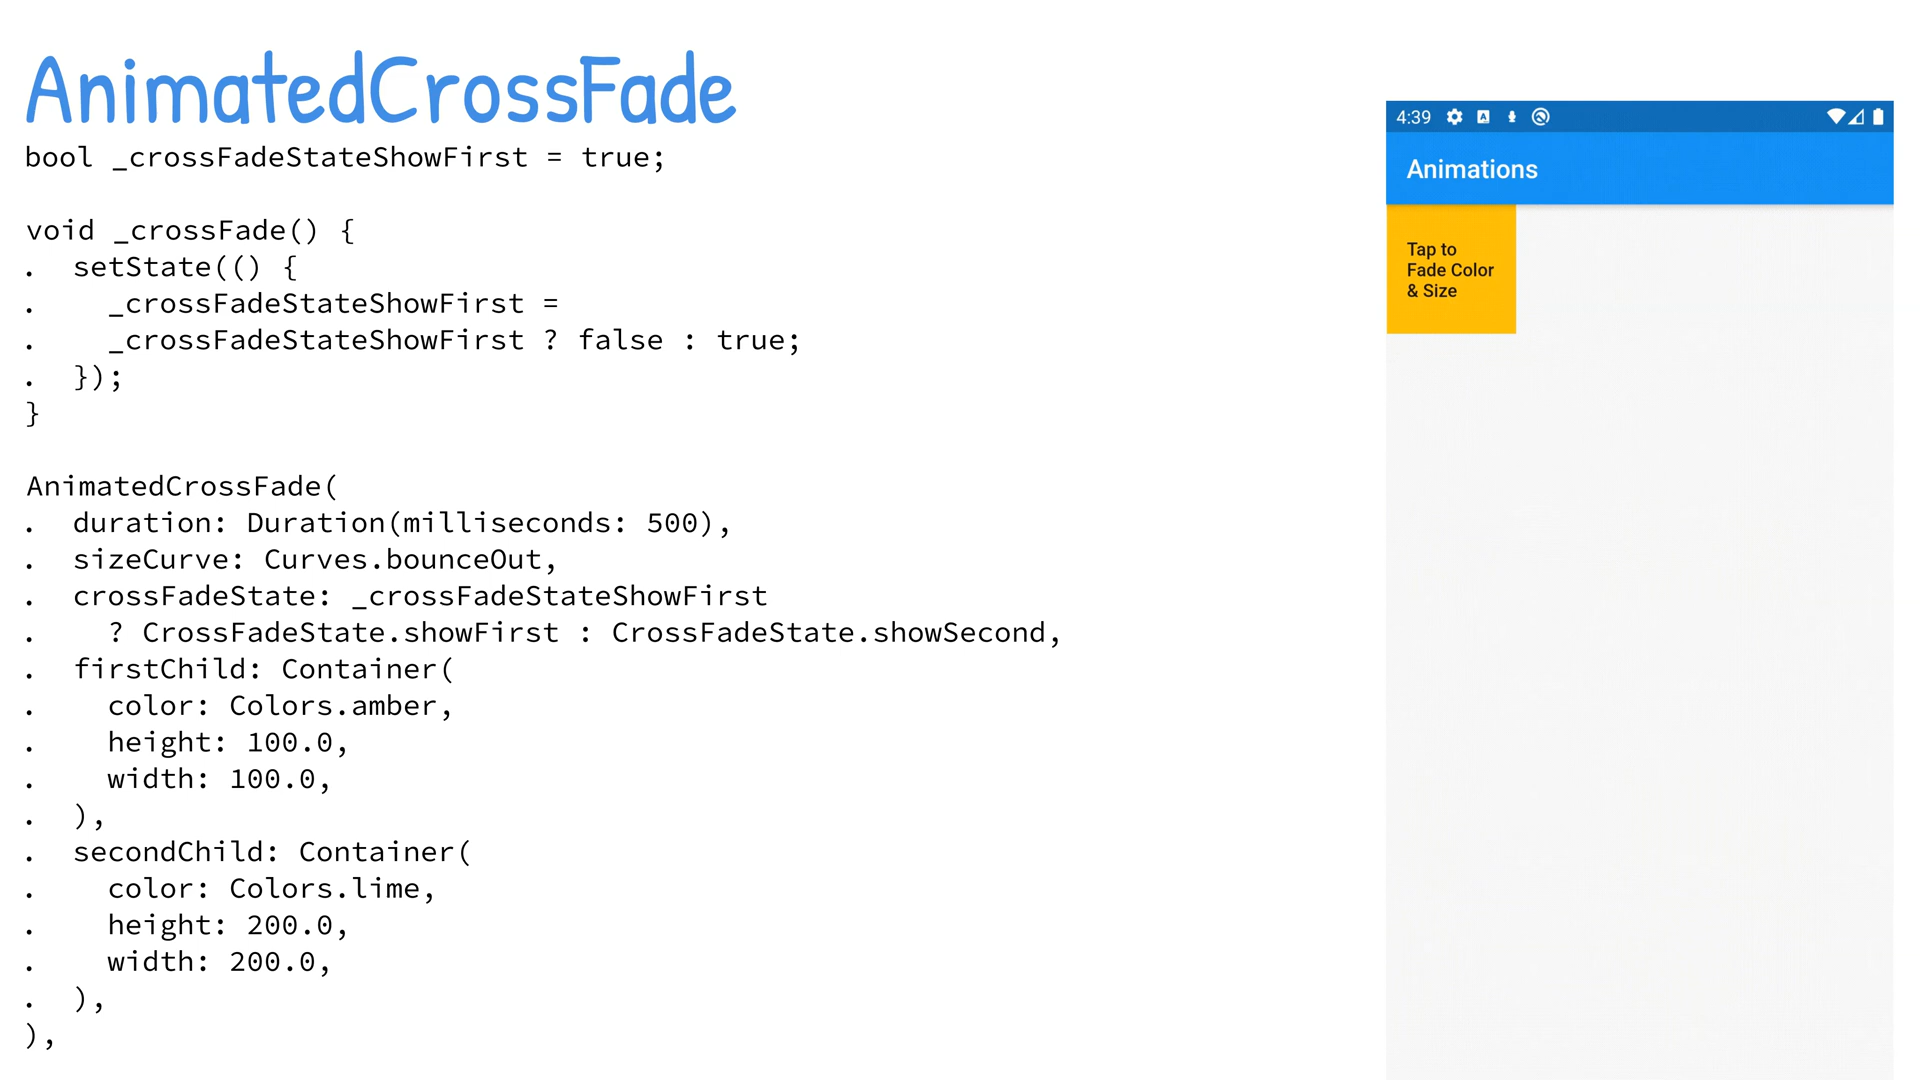 AnimatedCrossFade
bool _crossFadeStateShowFirst = true;
void _crossFade() {
.  setState(() {
.    _crossFadeStateShowFirst =
.    _crossFadeStateShowFirst ? false : true;
.  });
}
AnimatedCrossFade(
.  duration: Duration(milliseconds: 500),
.  sizeCurve: Curves.bounceOut,
.  crossFadeState: _crossFadeStateShowFirst
.    ? CrossFadeState.showFirst : CrossFadeState.showSecond,
.  firstChild: Container(
.    color: Colors.amber,
.    height: 100.0,
.    width: 100.0,
.  ),
.  secondChild: Container(
.    color: Colors.lime,
.    height: 200.0,
.    width: 200.0,
.  ),
),
4:39
Animations
Tap to
Fade Color
& Size